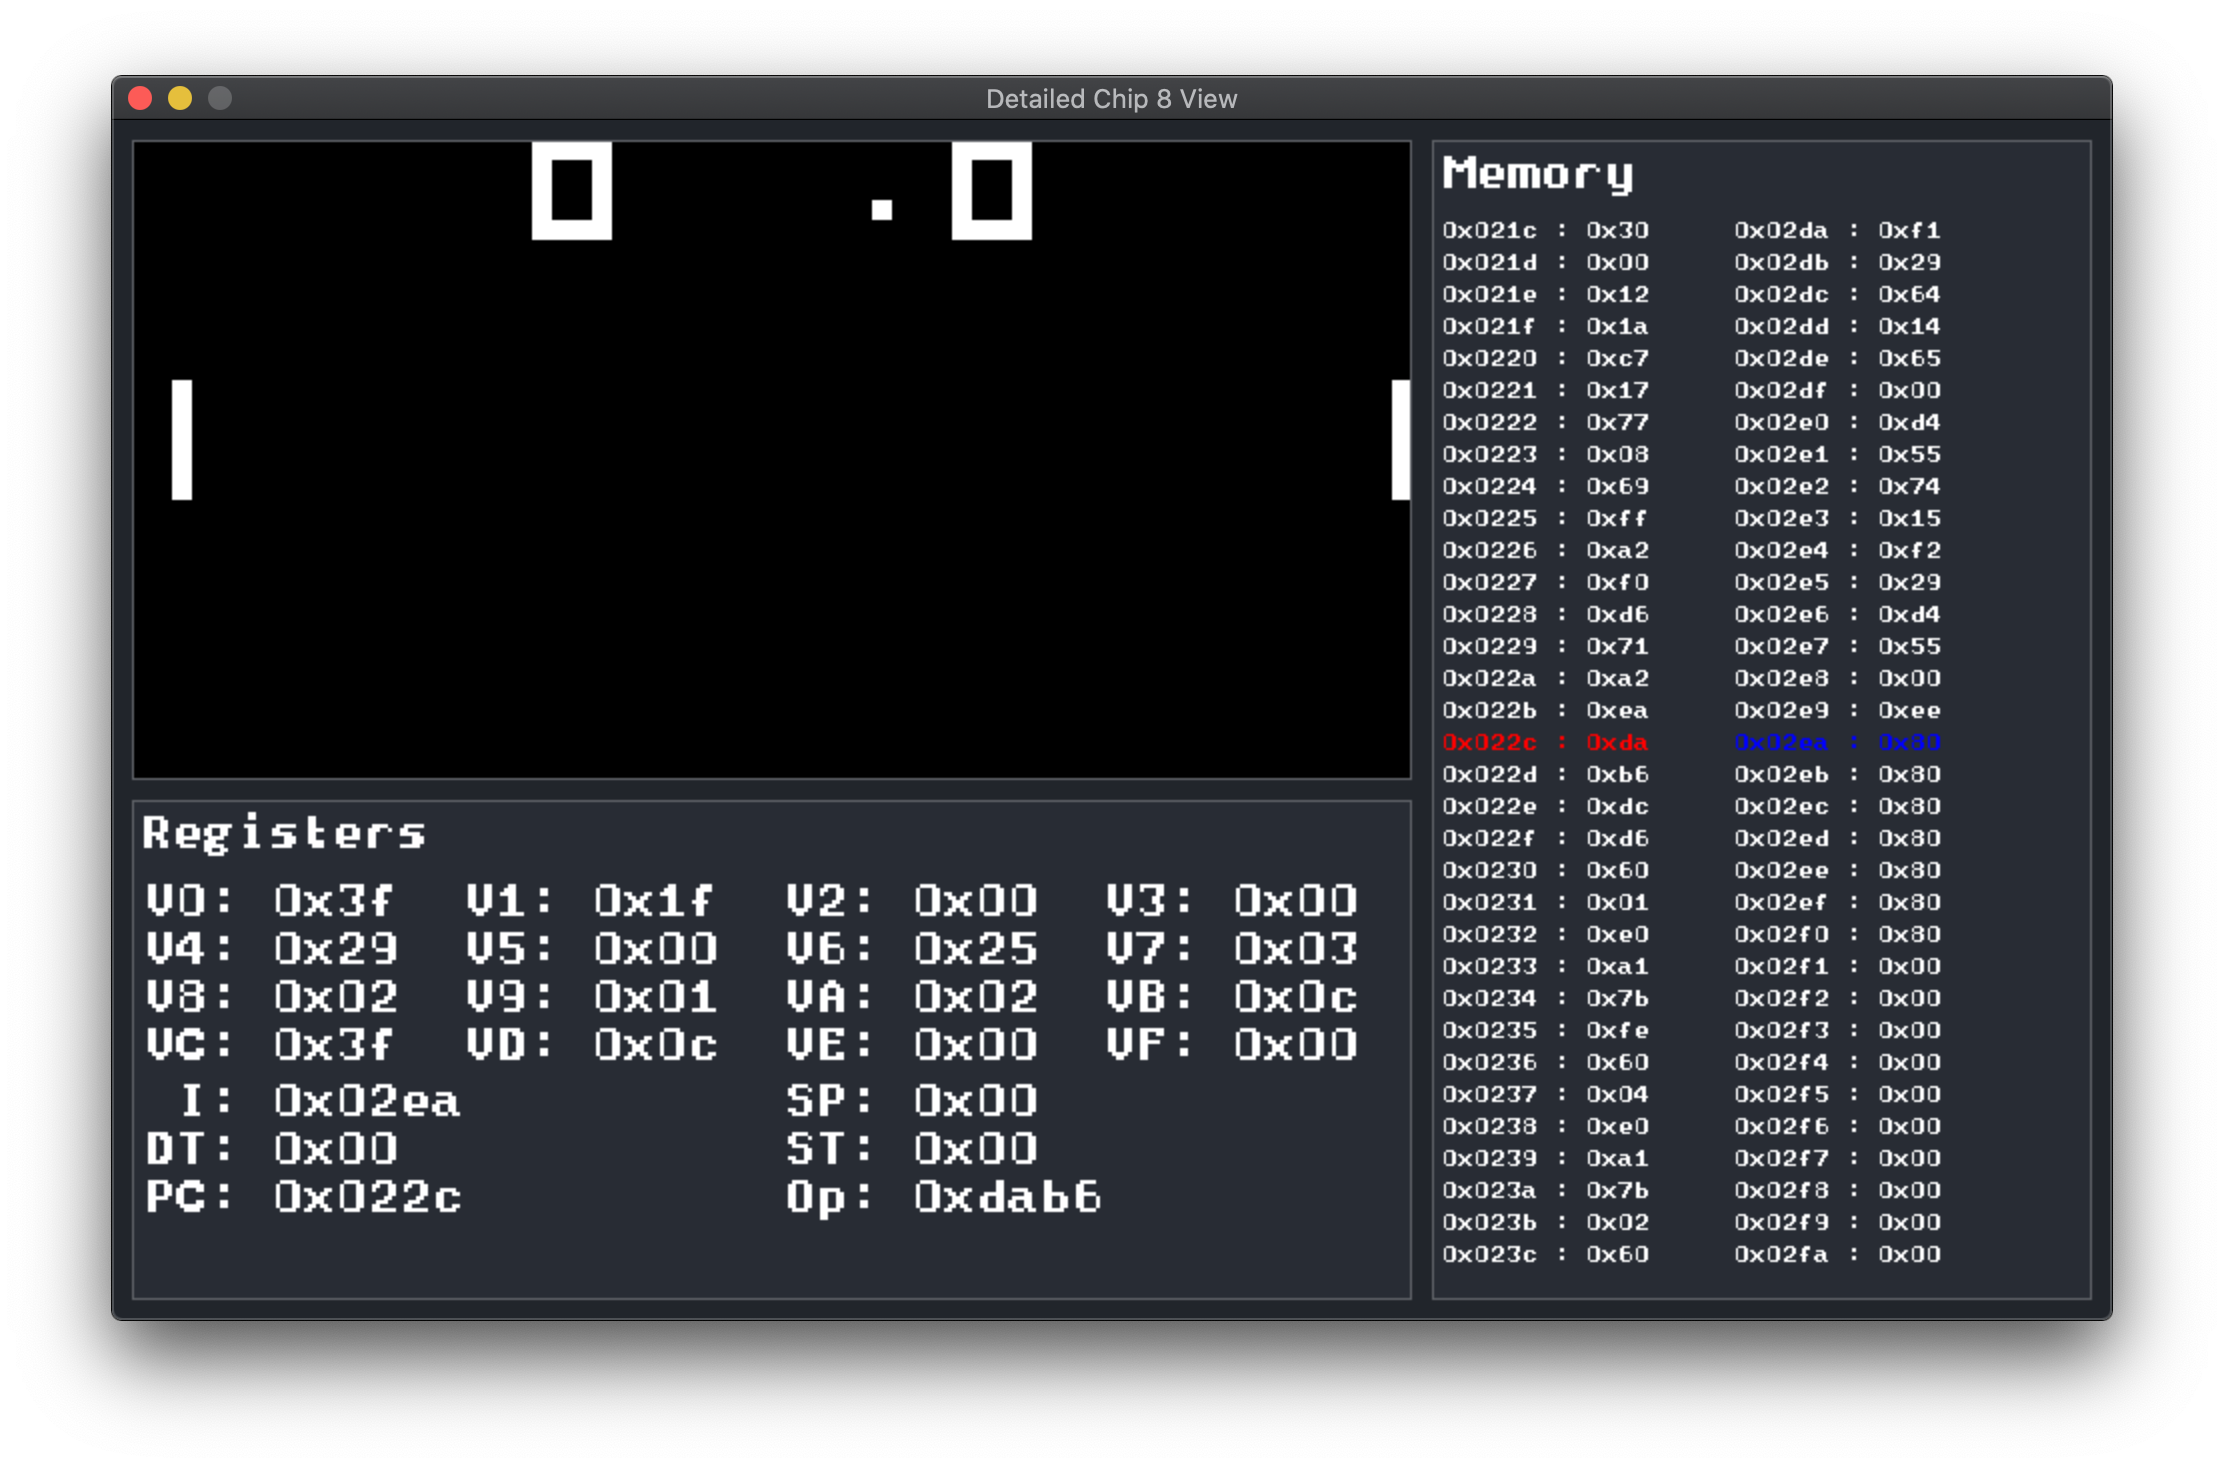 Detailed Chip 8 View
0 . 0
Registers
V0: 0x3f V1: 0x1f V2: 0x00 V3: 0x00
V4: 0x29 V5: 0x00 V6: 0x25 V7: 0x03
V8: 0x02 V9: 0x01 VA: 0x02 VB: 0x0c
VC: 0x3f VD: 0x0c VE: 0x00 VF: 0x00
I: 0x02ea SP: 0x00
DT: 0x00 ST: 0x00
PC: 0x022c Op: 0xdab6
Memory
0x021c : 0x30 0x02da : 0xf1
0x021d : 0x00 0x02db : 0x29
0x021e : 0x12 0x02dc : 0x64
0x021f : 0x1a 0x02dd : 0x14
0x0220 : 0xc7 0x02de : 0x65
0x0221 : 0x17 0x02df : 0x00
0x0222 : 0x77 0x02e0 : 0xd4
0x0223 : 0x08 0x02e1 : 0x55
0x0224 : 0x69 0x02e2 : 0x74
0x0225 : 0xff 0x02e3 : 0x15
0x0226 : 0xa2 0x02e4 : 0xf2
0x0227 : 0xf0 0x02e5 : 0x29
0x0228 : 0xd6 0x02e6 : 0xd4
0x0229 : 0x71 0x02e7 : 0x55
0x022a : 0xa2 0x02e8 : 0x00
0x022b : 0xea 0x02e9 : 0xee
0x022c : 0xda 0x02ea : 0x80
0x022d : 0xb6 0x02eb : 0x80
0x022e : 0xdc 0x02ec : 0x80
0x022f : 0xd6 0x02ed : 0x80
0x0230 : 0x60 0x02ee : 0x80
0x0231 : 0x01 0x02ef : 0x80
0x0232 : 0xe0 0x02f0 : 0x80
0x0233 : 0xa1 0x02f1 : 0x00
0x0234 : 0x7b 0x02f2 : 0x00
0x0235 : 0xfe 0x02f3 : 0x00
0x0236 : 0x60 0x02f4 : 0x00
0x0237 : 0x04 0x02f5 : 0x00
0x0238 : 0xe0 0x02f6 : 0x00
0x0239 : 0xa1 0x02f7 : 0x00
0x023a : 0x7b 0x02f8 : 0x00
0x023b : 0x02 0x02f9 : 0x00
0x023c : 0x60 0x02fa : 0x00